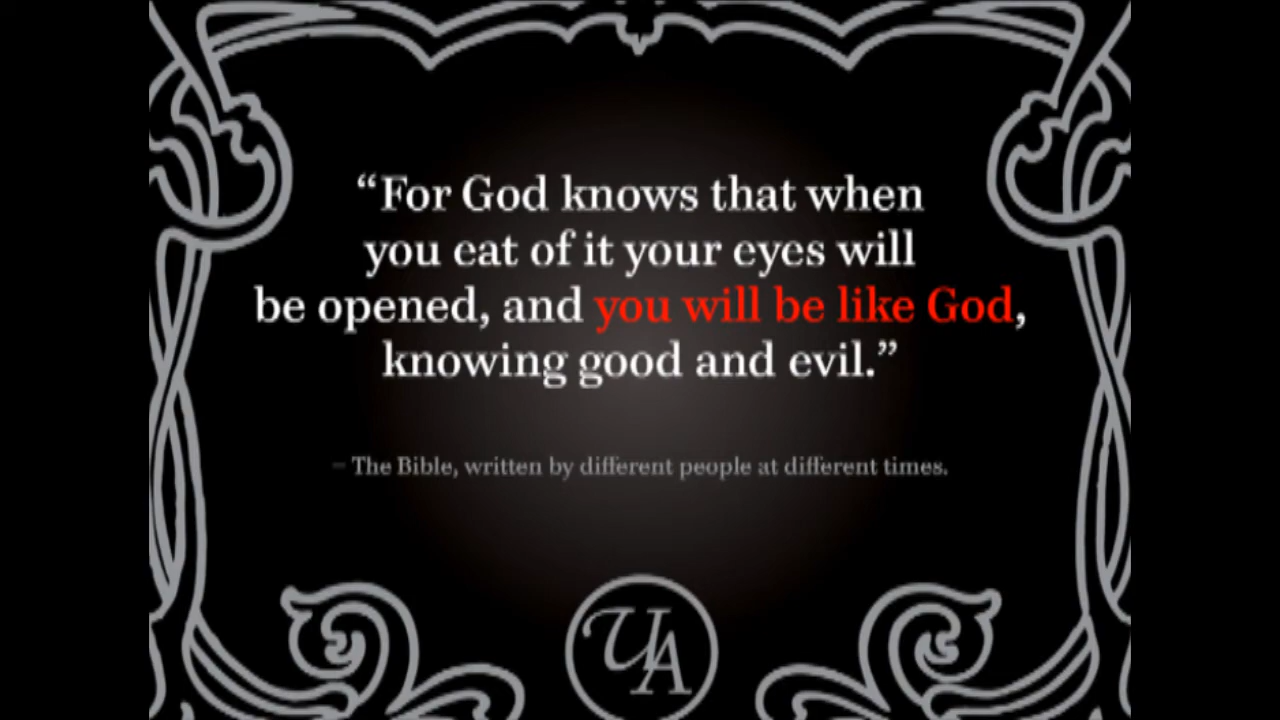 “For God knows that when
you eat of it your eyes will
be opened, and you will be like God,
knowing good and evil.”
– The Bible, written by different people at different times.
UA